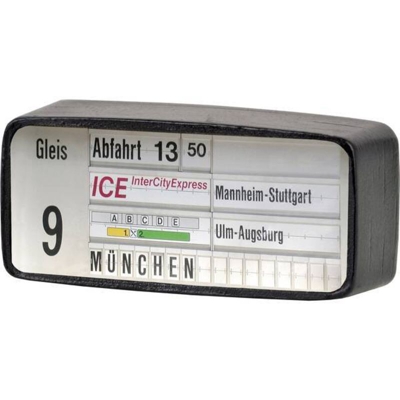 Gleis
9
Abfahrt 13 50
ICE InterCityExpress
Mannheim-Stuttgart
A B C D E
1 X 2
Ulm-Augsburg
MÜNCHEN